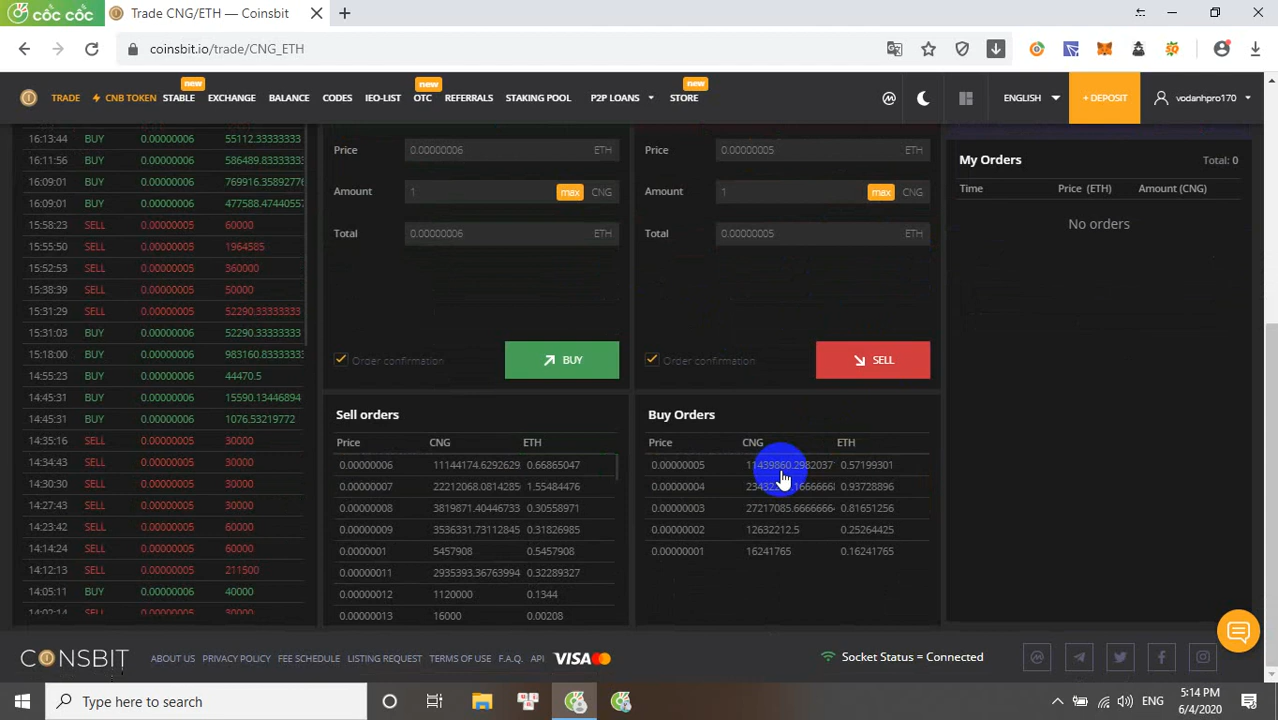 cốc cốc
Trade CNG/ETH — Coinsbit
coinsbit.io/trade/CNG_ETH
TRADE
CNB TOKEN
STABLE new
EXCHANGE
BALANCE
CODES
IEO-LIST
OTC new
REFERRALS
STAKING POOL
P2P LOANS
STORE new
ENGLISH
+ DEPOSIT
vodanhpro170
16:13:44 BUY 0.00000006 55112.33333333
16:11:56 BUY 0.00000006 586489.8333333
16:09:01 BUY 0.00000006 769916.35892776
16:09:01 BUY 0.00000006 477588.47440557
15:58:23 SELL 0.00000005 60000
15:55:50 SELL 0.00000005 1964585
15:52:53 SELL 0.00000005 360000
15:38:39 SELL 0.00000005 50000
15:31:29 SELL 0.00000005 52290.33333333
15:31:03 BUY 0.00000006 52290.33333333
15:18:00 BUY 0.00000006 983160.8333333
14:55:23 BUY 0.00000006 44470.5
14:45:31 BUY 0.00000006 15590.13446894
14:45:31 BUY 0.00000006 1076.53219772
14:35:16 SELL 0.00000005 30000
14:34:43 SELL 0.00000005 30000
14:30:30 SELL 0.00000005 30000
14:27:43 SELL 0.00000005 30000
14:23:42 SELL 0.00000005 60000
14:14:24 SELL 0.00000005 60000
14:12:13 SELL 0.00000005 211500
14:05:11 BUY 0.00000006 40000
14:02:14 SELL 0.00000005 30000
Price 0.00000006 ETH
Amount 1 max CNG
Total 0.00000006 ETH
Order confirmation
BUY
Price 0.00000005 ETH
Amount 1 max CNG
Total 0.00000005 ETH
Order confirmation
SELL
My Orders Total: 0
Time Price (ETH) Amount (CNG)
No orders
Sell orders
Price CNG ETH
0.00000006 11144174.6292629 0.66865047
0.00000007 22212068.0814285 1.55484476
0.00000008 3819871.40446733 0.30558971
0.00000009 3536331.73112845 0.31826985
0.0000001 5457908 0.5457908
0.00000011 2935393.36763994 0.32289327
0.00000012 1120000 0.1344
0.00000013 16000 0.00208
Buy Orders
Price CNG ETH
0.00000005 11439860.2982037 0.57199301
0.00000004 0.93728896
0.00000003 27217085.6666666 0.81651256
0.00000002 12632212.5 0.25264425
0.00000001 16241765 0.16241765
CONSBIT
ABOUT US
PRIVACY POLICY
FEE SCHEDULE
LISTING REQUEST
TERMS OF USE
F.A.Q.
API
VISA
Socket Status = Connected
Type here to search
ENG
5:14 PM
6/4/2020